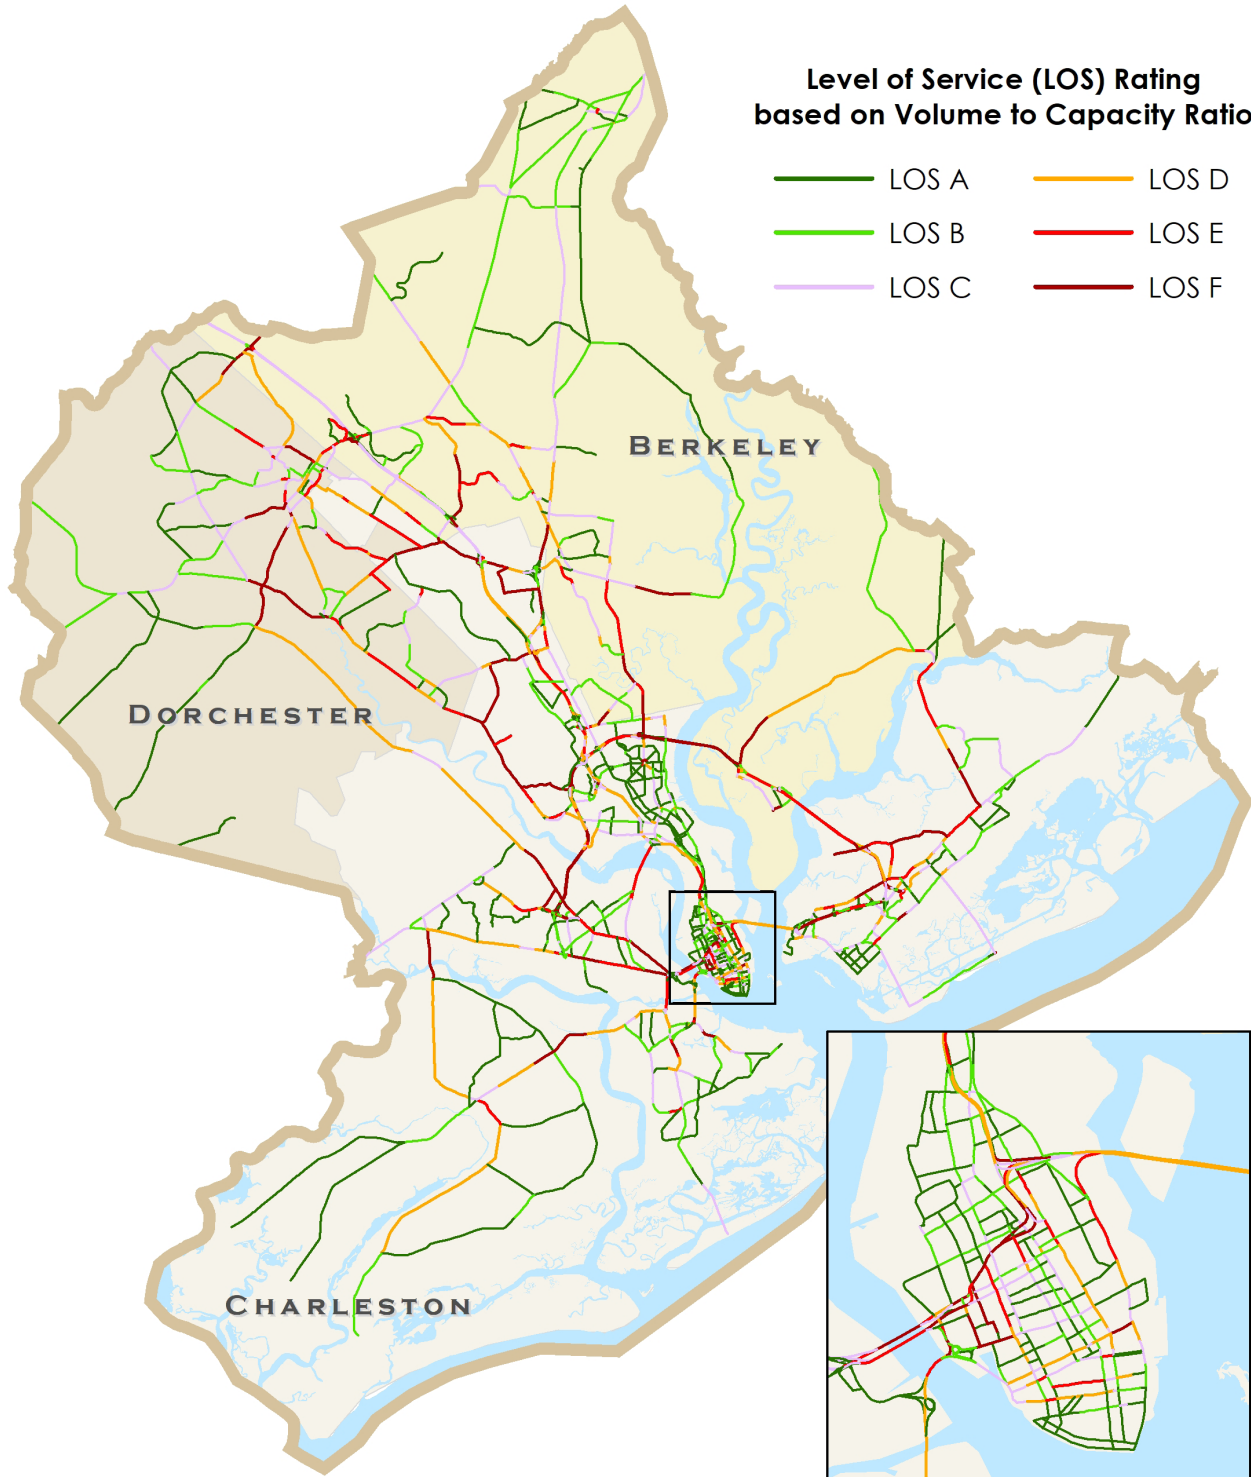 Level of Service (LOS) Rating
based on Volume to Capacity Ratio
LOS A
LOS D
LOS B
LOS E
LOS C
LOS F
BERKELEY
DORCHESTER
CHARLESTON